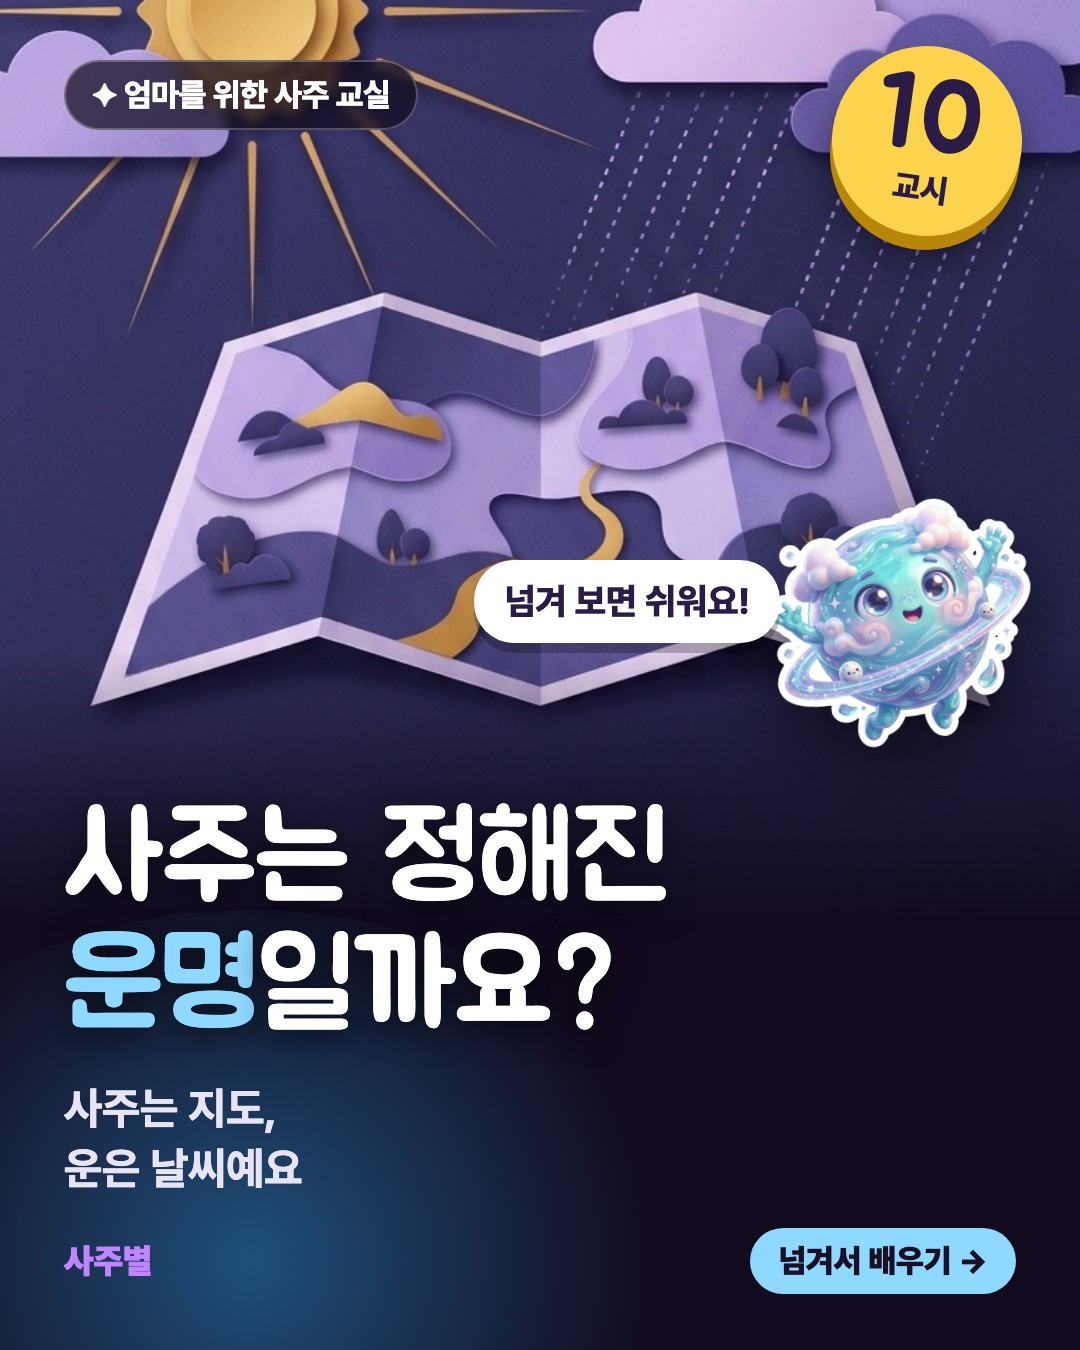 ✦ 엄마를 위한 사주 교실
10
교시
넘겨 보면 쉬워요!
사주는 정해진
운명일까요?
사주는 지도,
운은 날씨예요
사주별
넘겨서 배우기 →